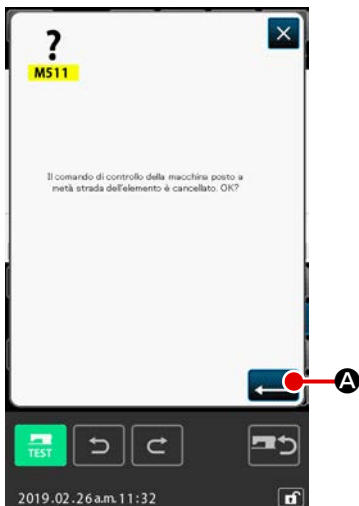 ?
M511
Il comando di controllo della macchina posto a
metà strada dell'elemento è cancellato. OK?
A
TEST
2019.02.26a.m.11:32